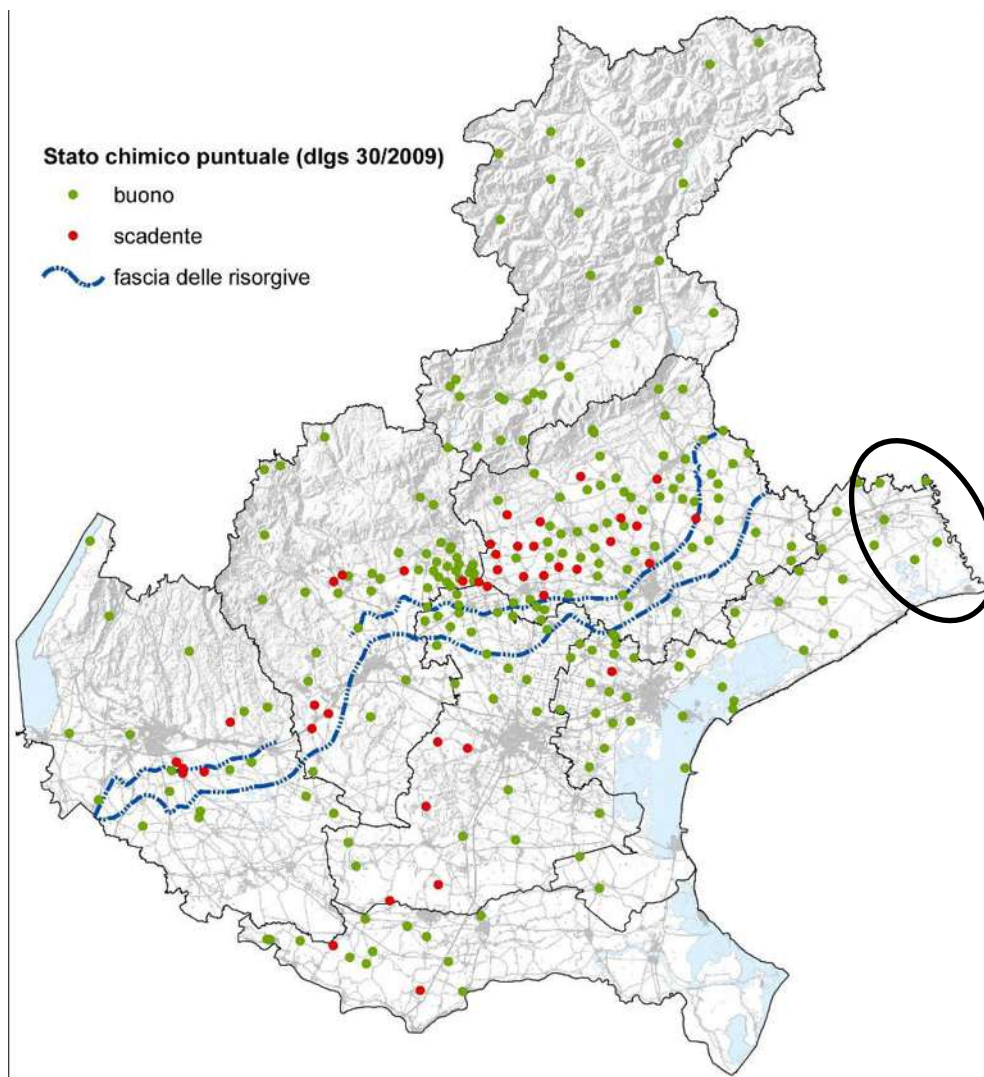 Stato chimico puntuale (dlgs 30/2009)
buono
scadente
fascia delle risorgive